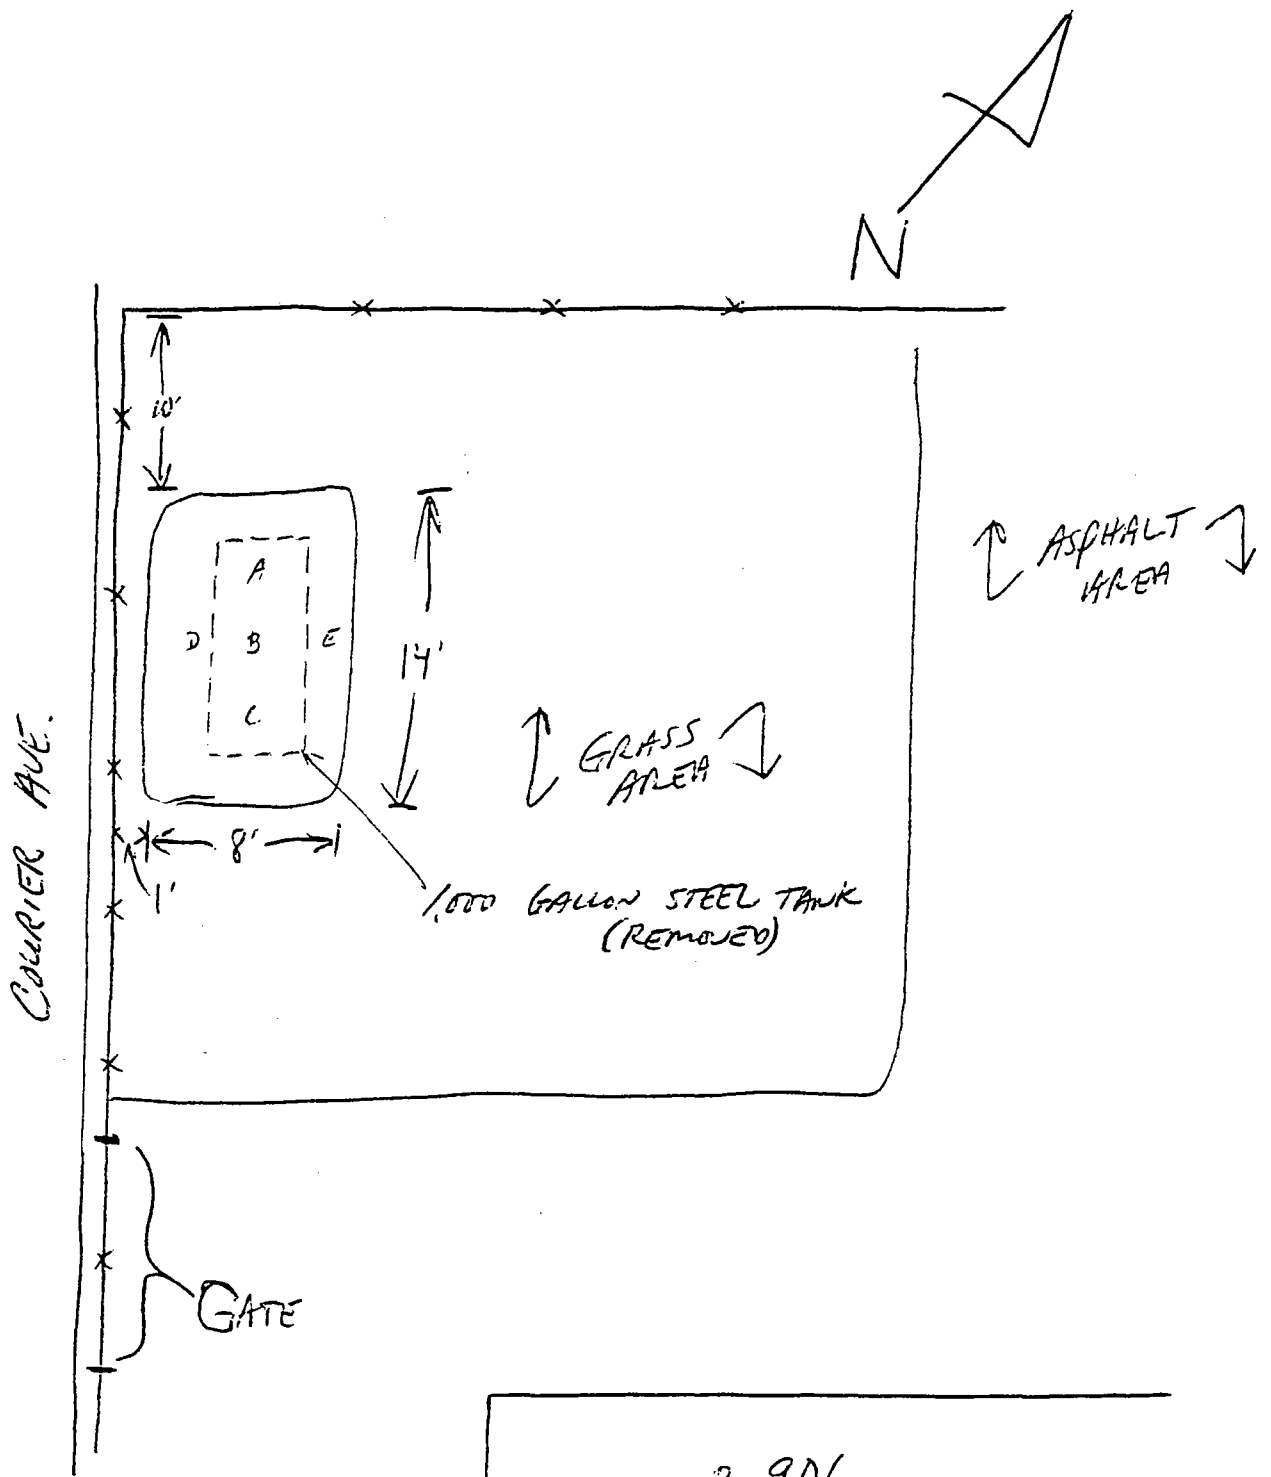 N
10'
ASPHALT
AREA
A
D B E
C
14'
GRASS
AREA
COURIER AVE.
8'
1'
1,000 GALLON STEEL TANK
(REMOVED)
GATE